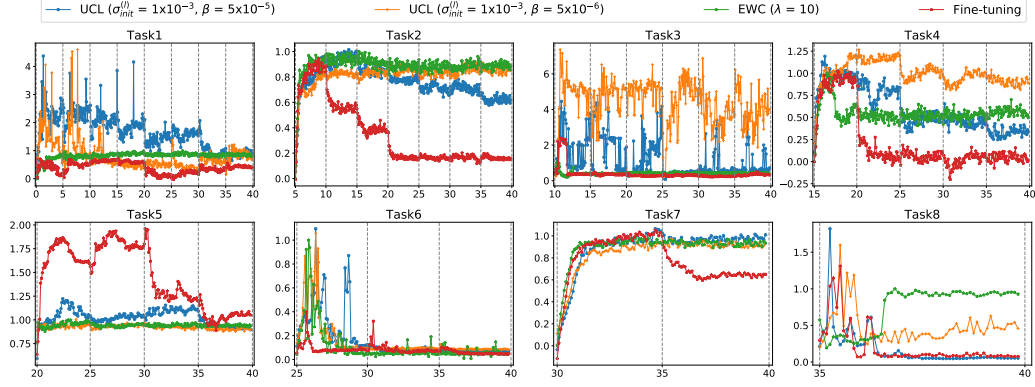 UCL (σ_init^(l) = 1x10⁻³, β = 5x10⁻⁵) UCL (σ_init^(l) = 1x10⁻³, β = 5x10⁻⁶) EWC (λ = 10) Fine-tuning
Task1 Task2 Task3 Task4
4 3 2 1 0
0 5 10 15 20 25 30 35 40
1.0 0.8 0.6 0.4 0.2 0.0
5 10 15 20 25 30 35 40
6 4 2 0
10 15 20 25 30 35 40
1.25 1.00 0.75 0.50 0.25 0.00 −0.25
15 20 25 30 35 40
Task5 Task6 Task7 Task8
2.00 1.75 1.50 1.25 1.00 0.75
20 25 30 35 40
1.0 0.8 0.6 0.4 0.2 0.0
25 30 35 40
1.0 0.8 0.6 0.4 0.2 0.0
30 35 40
1.5 1.0 0.5 0.0
35 40